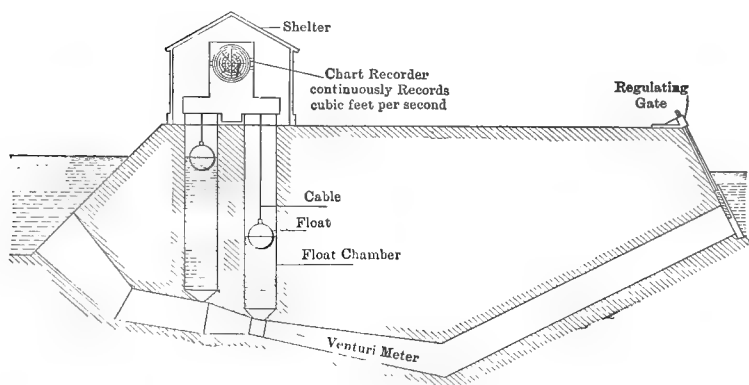 Shelter
Chart Recorder
continuously Records
cubic feet per second
Regulating
Gate
Cable
Float
Float Chamber
Venturi Meter